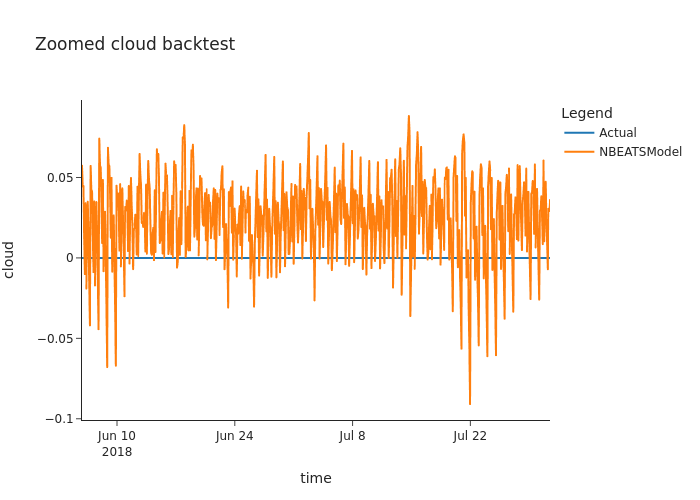 Zoomed cloud backtest
Legend
Actual
NBEATSModel
cloud
0.05
0
−0.05
−0.1
Jun 10
2018
Jun 24
Jul 8
Jul 22
time